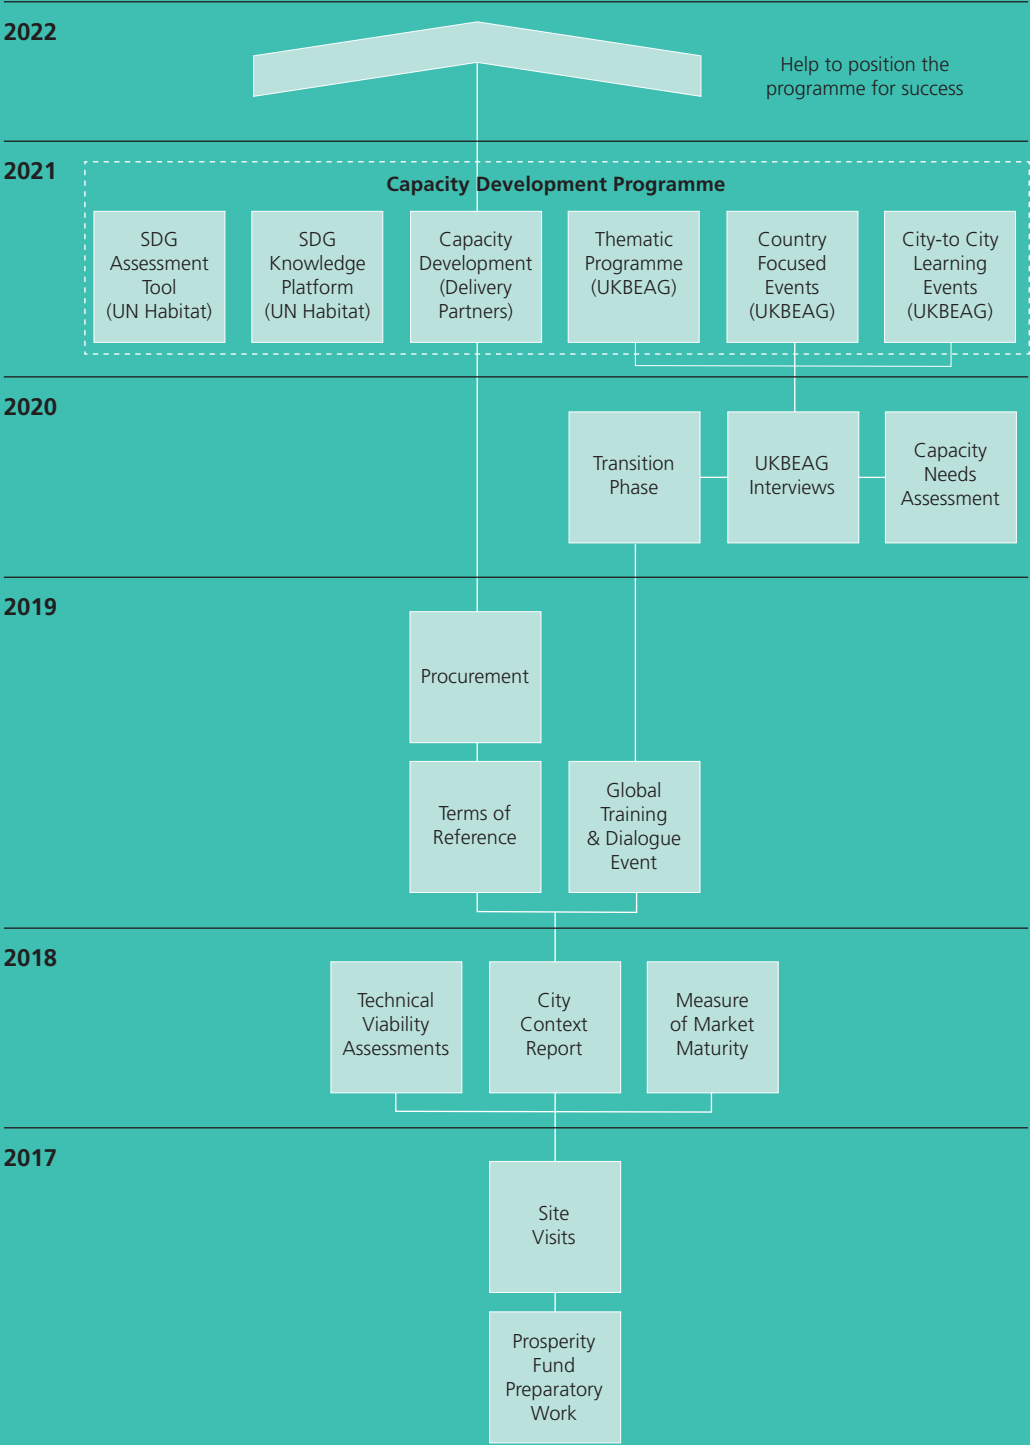 2022
Help to position the
programme for success
2021
Capacity Development Programme
SDG
Assessment
Tool
(UN Habitat)
SDG
Knowledge
Platform
(UN Habitat)
Capacity
Development
(Delivery
Partners)
Thematic
Programme
(UKBEAG)
Country
Focused
Events
(UKBEAG)
City-to City
Learning
Events
(UKBEAG)
2020
Transition
Phase
UKBEAG
Interviews
Capacity
Needs
Assessment
2019
Procurement
Terms of
Reference
Global
Training
& Dialogue
Event
2018
Technical
Viability
Assessments
City
Context
Report
Measure
of Market
Maturity
2017
Site
Visits
Prosperity
Fund
Preparatory
Work